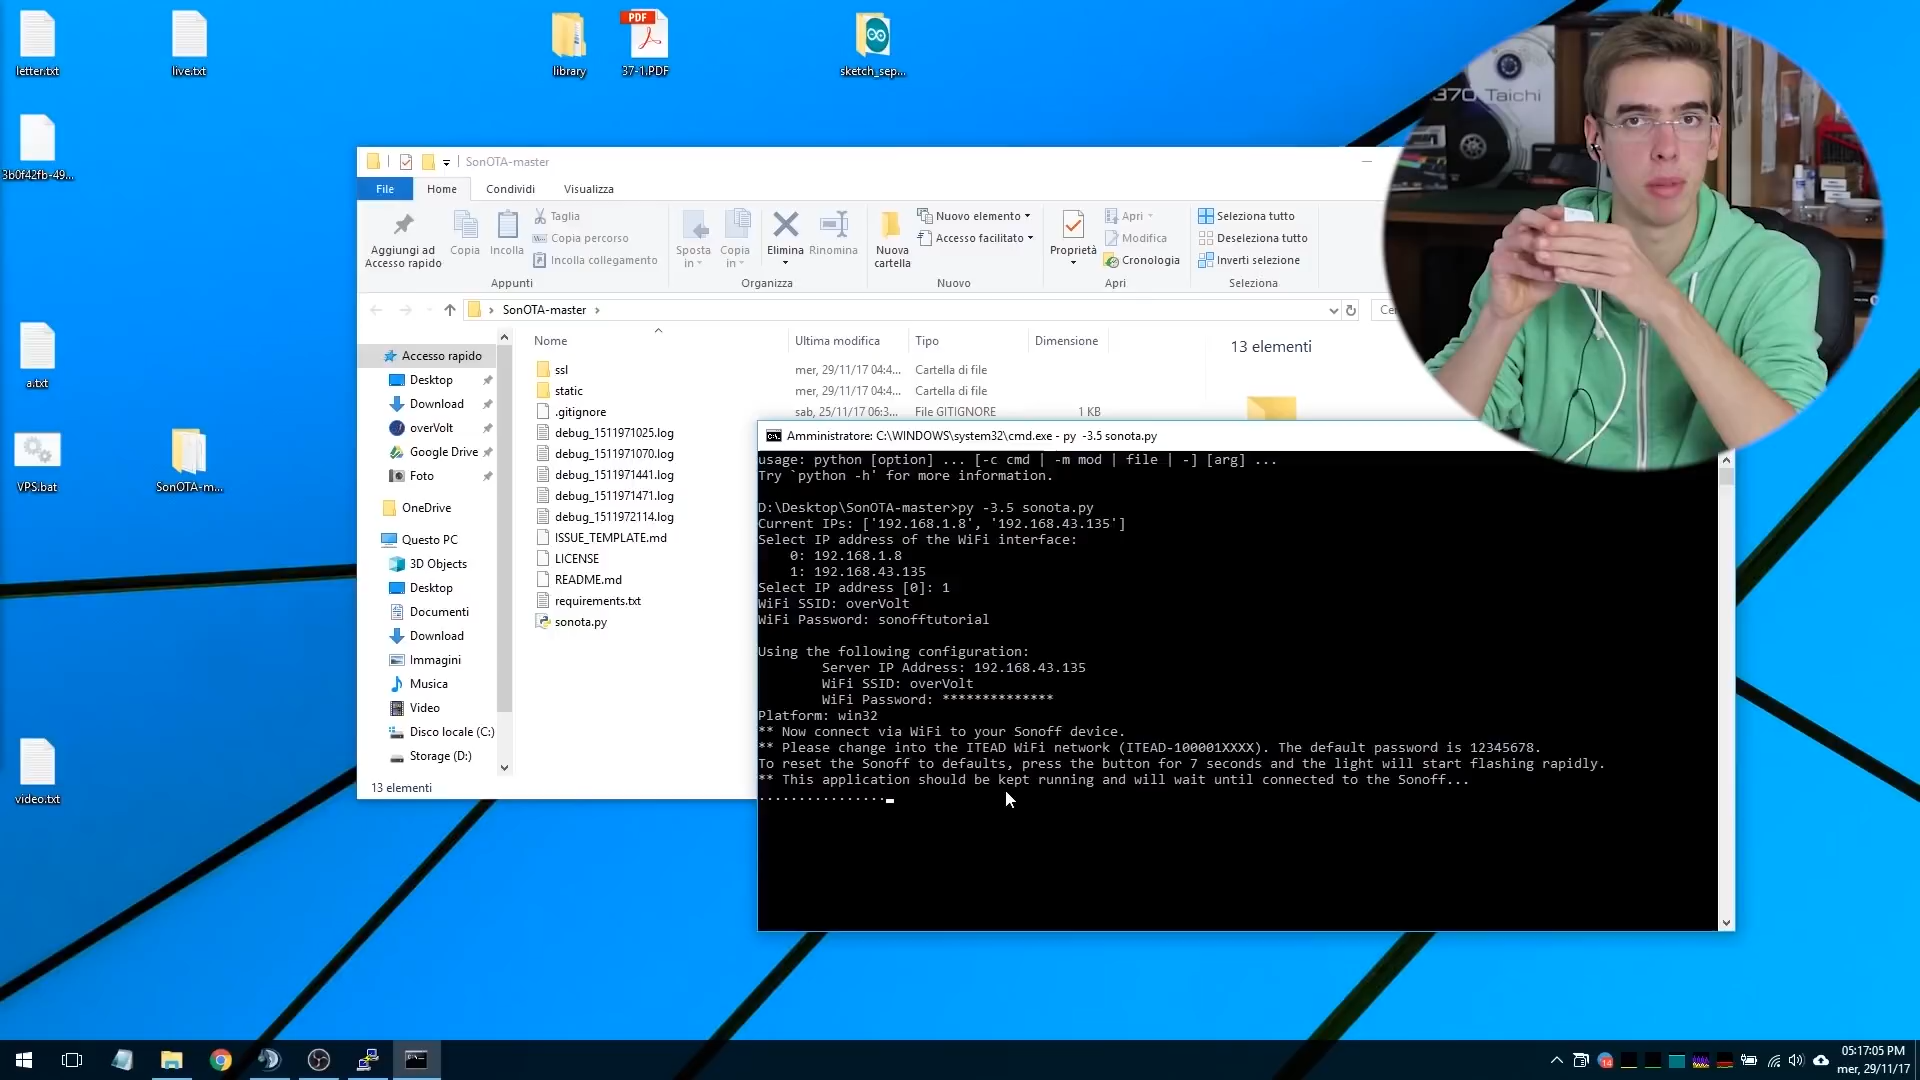 letter.txt
live.txt
library
PDF
37-1.PDF
sketch_sep...
3b0f42fb-49...
a.txt
VPS.bat
SonOTA-m...
video.txt
370 Taichi
SonOTA-master
File
Home
Condividi
Visualizza
Aggiungi ad
Accesso rapido
Copia
Incolla
Taglia
Copia percorso
Incolla collegamento
Appunti
Sposta
in
Copia
in
Elimina
Rinomina
Organizza
Nuova
cartella
Nuovo elemento
Accesso facilitato
Nuovo
Proprietà
Apri
Modifica
Cronologia
Apri
Seleziona tutto
Deseleziona tutto
Inverti selezione
Seleziona
SonOTA-master
Accesso rapido
Desktop
Download
overVolt
Google Drive
Foto
OneDrive
Questo PC
3D Objects
Desktop
Documenti
Download
Immagini
Musica
Video
Disco locale (C:)
Storage (D:)
Nome
Ultima modifica
Tipo
Dimensione
ssl
mer, 29/11/17 04:4...
Cartella di file
static
mer, 29/11/17 04:4...
Cartella di file
.gitignore
sab, 25/11/17 06:3...
File GITIGNORE
1 KB
debug_1511971025.log
debug_1511971070.log
debug_1511971441.log
debug_1511971471.log
debug_1511972114.log
ISSUE_TEMPLATE.md
LICENSE
README.md
requirements.txt
sonota.py
13 elementi
13 elementi
Amministratore: C:\WINDOWS\system32\cmd.exe - py  -3.5 sonota.py
usage: python [option] ... [-c cmd | -m mod | file | -] [arg] ...
Try `python -h' for more information.
D:\Desktop\SonOTA-master>py -3.5 sonota.py
Current IPs: ['192.168.1.8', '192.168.43.135']
Select IP address of the WiFi interface:
0: 192.168.1.8
1: 192.168.43.135
Select IP address [0]: 1
WiFi SSID: overVolt
WiFi Password: sonofftutorial
Using the following configuration:
Server IP Address: 192.168.43.135
WiFi SSID: overVolt
WiFi Password: **************
Platform: win32
** Now connect via WiFi to your Sonoff device.
** Please change into the ITEAD WiFi network (ITEAD-100001XXXX). The default password is 12345678.
To reset the Sonoff to defaults, press the button for 7 seconds and the light will start flashing rapidly.
** This application should be kept running and will wait until connected to the Sonoff...
................
05:17:05 PM
mer, 29/11/17